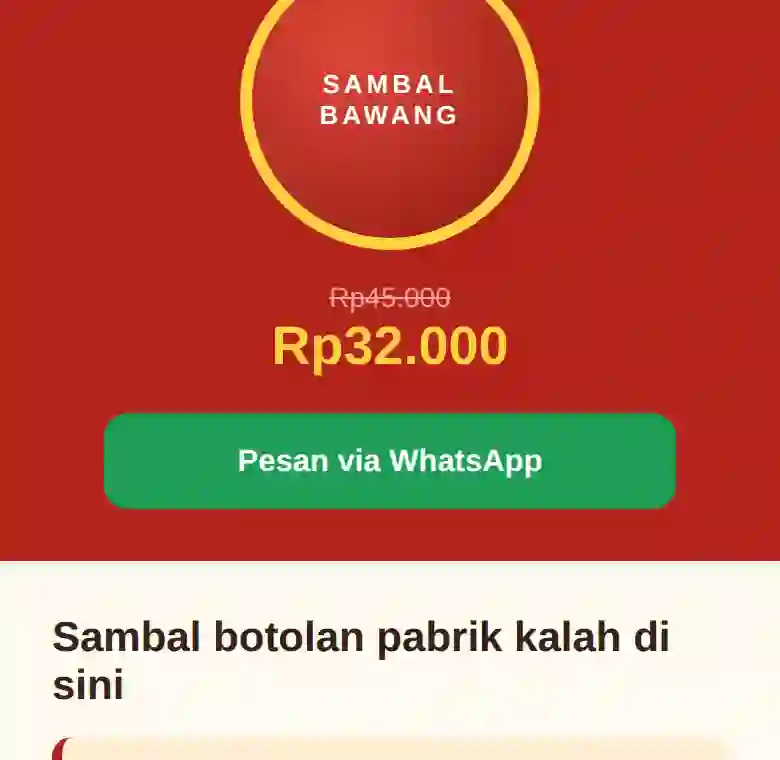 SAMBAL
BAWANG
Rp45.000
Rp32.000
Pesan via WhatsApp
Sambal botolan pabrik kalah di
sini